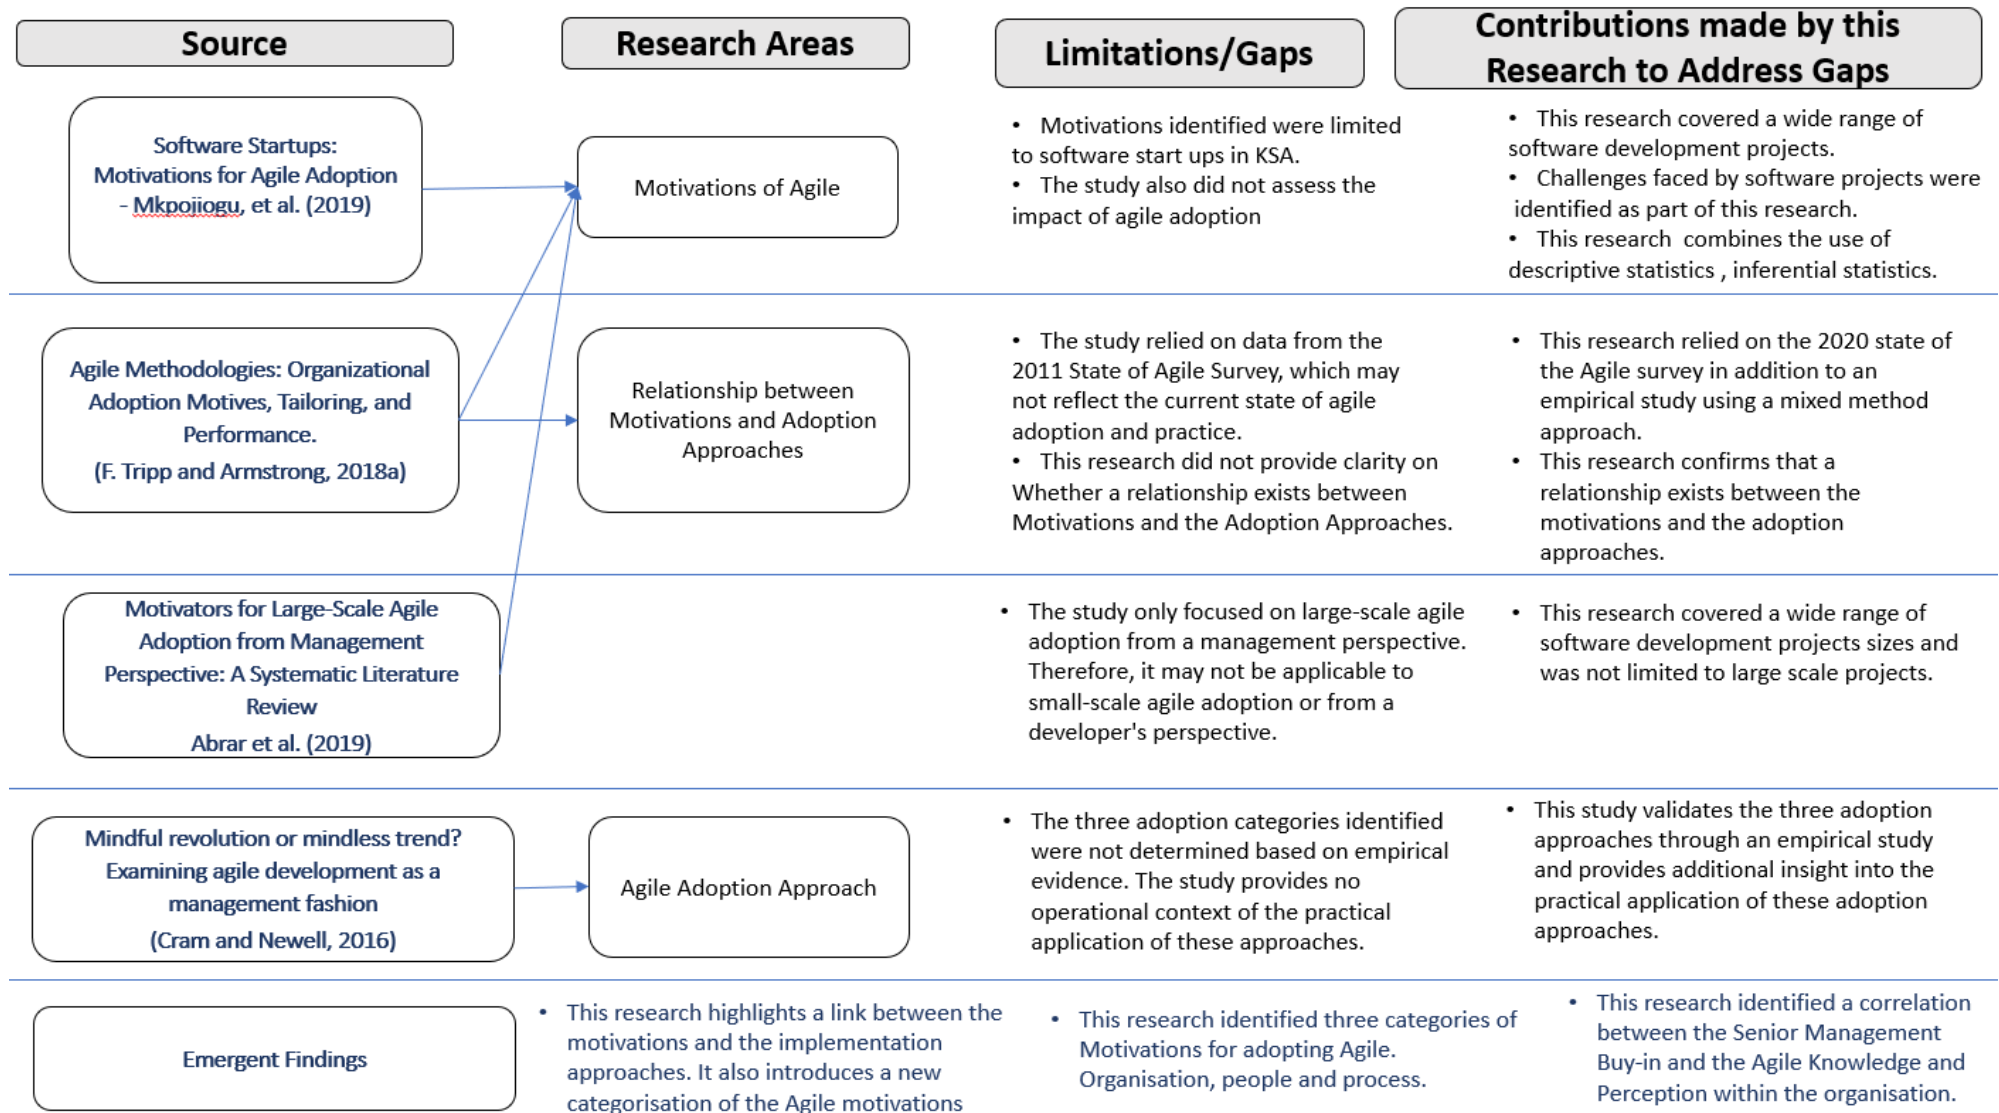 Source
Research Areas
Limitations/Gaps
Contributions made by this
Research to Address Gaps
Software Startups:
Motivations for Agile Adoption
- Mkpojiogu, et al. (2019)
Motivations of Agile
• Motivations identified were limited
to software start ups in KSA.
• The study also did not assess the
impact of agile adoption
• This research covered a wide range of
software development projects.
• Challenges faced by software projects were
identified as part of this research.
• This research combines the use of
descriptive statistics , inferential statistics.
Agile Methodologies: Organizational
Adoption Motives, Tailoring, and
Performance.
(F. Tripp and Armstrong, 2018a)
Relationship between
Motivations and Adoption
Approaches
• The study relied on data from the
2011 State of Agile Survey, which may
not reflect the current state of agile
adoption and practice.
• This research did not provide clarity on
Whether a relationship exists between
Motivations and the Adoption Approaches.
• This research relied on the 2020 state of
the Agile survey in addition to an
empirical study using a mixed method
approach.
• This research confirms that a
relationship exists between the
motivations and the adoption
approaches.
Motivators for Large-Scale Agile
Adoption from Management
Perspective: A Systematic Literature
Review
Abrar et al. (2019)
• The study only focused on large-scale agile
adoption from a management perspective.
Therefore, it may not be applicable to
small-scale agile adoption or from a
developer's perspective.
• This research covered a wide range of
software development projects sizes and
was not limited to large scale projects.
Mindful revolution or mindless trend?
Examining agile development as a
management fashion
(Cram and Newell, 2016)
Agile Adoption Approach
• The three adoption categories identified
were not determined based on empirical
evidence. The study provides no
operational context of the practical
application of these approaches.
• This study validates the three adoption
approaches through an empirical study
and provides additional insight into the
practical application of these adoption
approaches.
Emergent Findings
• This research highlights a link between the
motivations and the implementation
approaches. It also introduces a new
categorisation of the Agile motivations
• This research identified three categories of
Motivations for adopting Agile.
Organisation, people and process.
• This research identified a correlation
between the Senior Management
Buy-in and the Agile Knowledge and
Perception within the organisation.